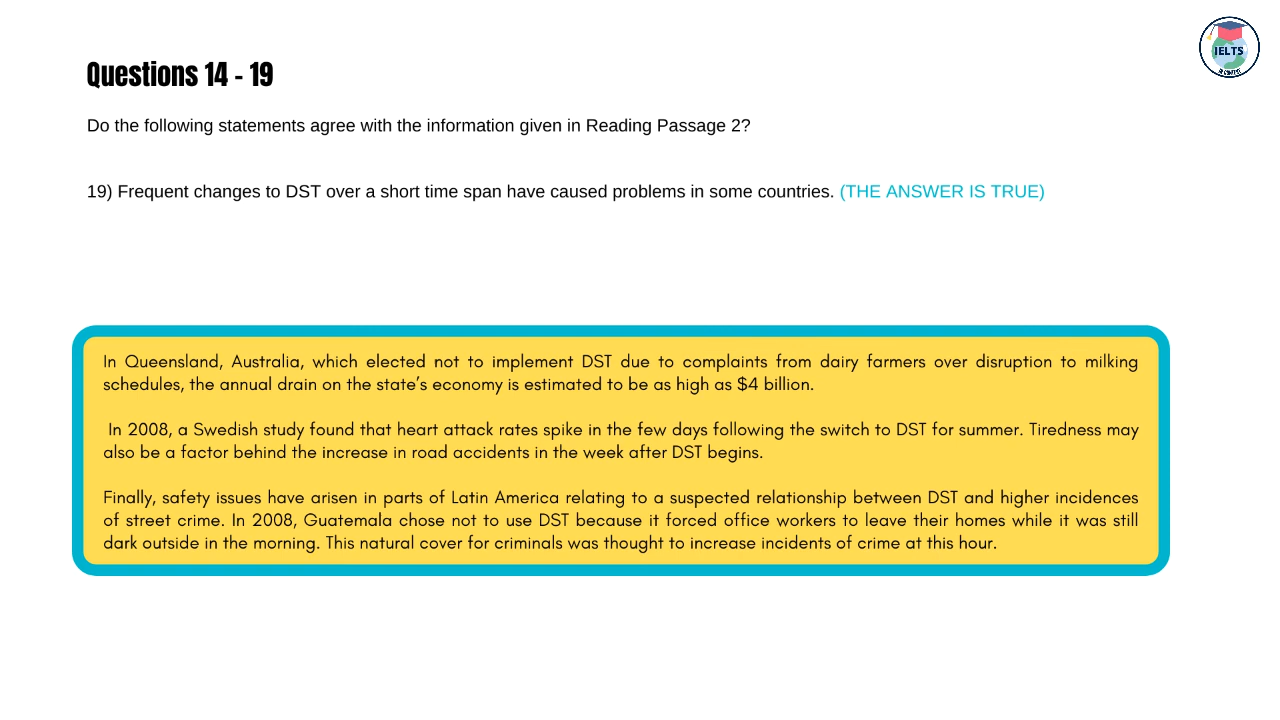 IELTS
IN CONTEXT
Questions 14 - 19
Do the following statements agree with the information given in Reading Passage 2?
19) Frequent changes to DST over a short time span have caused problems in some countries. (THE ANSWER IS TRUE)
In Queensland, Australia, which elected not to implement DST due to complaints from dairy farmers over disruption to milking
schedules, the annual drain on the state’s economy is estimated to be as high as $4 billion.
In 2008, a Swedish study found that heart attack rates spike in the few days following the switch to DST for summer. Tiredness may
also be a factor behind the increase in road accidents in the week after DST begins.
Finally, safety issues have arisen in parts of Latin America relating to a suspected relationship between DST and higher incidences
of street crime. In 2008, Guatemala chose not to use DST because it forced office workers to leave their homes while it was still
dark outside in the morning. This natural cover for criminals was thought to increase incidents of crime at this hour.